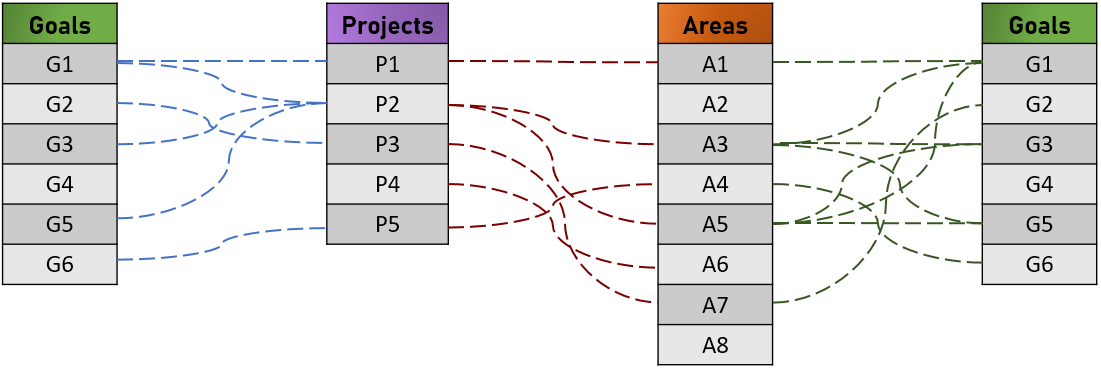 Goals Projects Areas Goals
G1 P1 A1 G1
G2 P2 A2 G2
G3 P3 A3 G3
G4 P4 A4 G4
G5 P5 A5 G5
G6 A6 G6
A7
A8